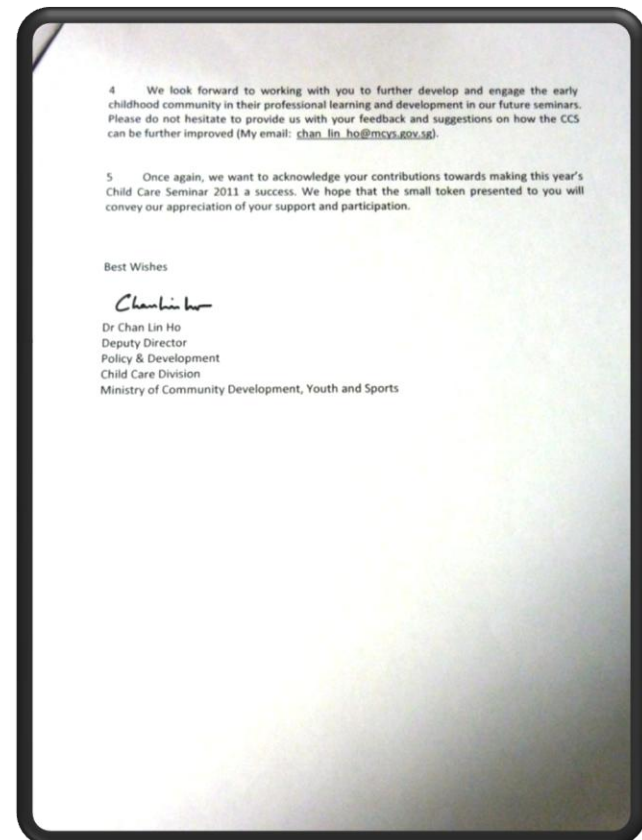 4 We look forward to working with you to further develop and engage the early
childhood community in their professional learning and development in our future seminars.
Please do not hesitate to provide us with your feedback and suggestions on how the CCS
can be further improved (My email: chan_lin_ho@mcys.gov.sg).
5 Once again, we want to acknowledge your contributions towards making this year's
Child Care Seminar 2011 a success. We hope that the small token presented to you will
convey our appreciation of your support and participation.
Best Wishes
Chan Lin Ho
Dr Chan Lin Ho
Deputy Director
Policy & Development
Child Care Division
Ministry of Community Development, Youth and Sports